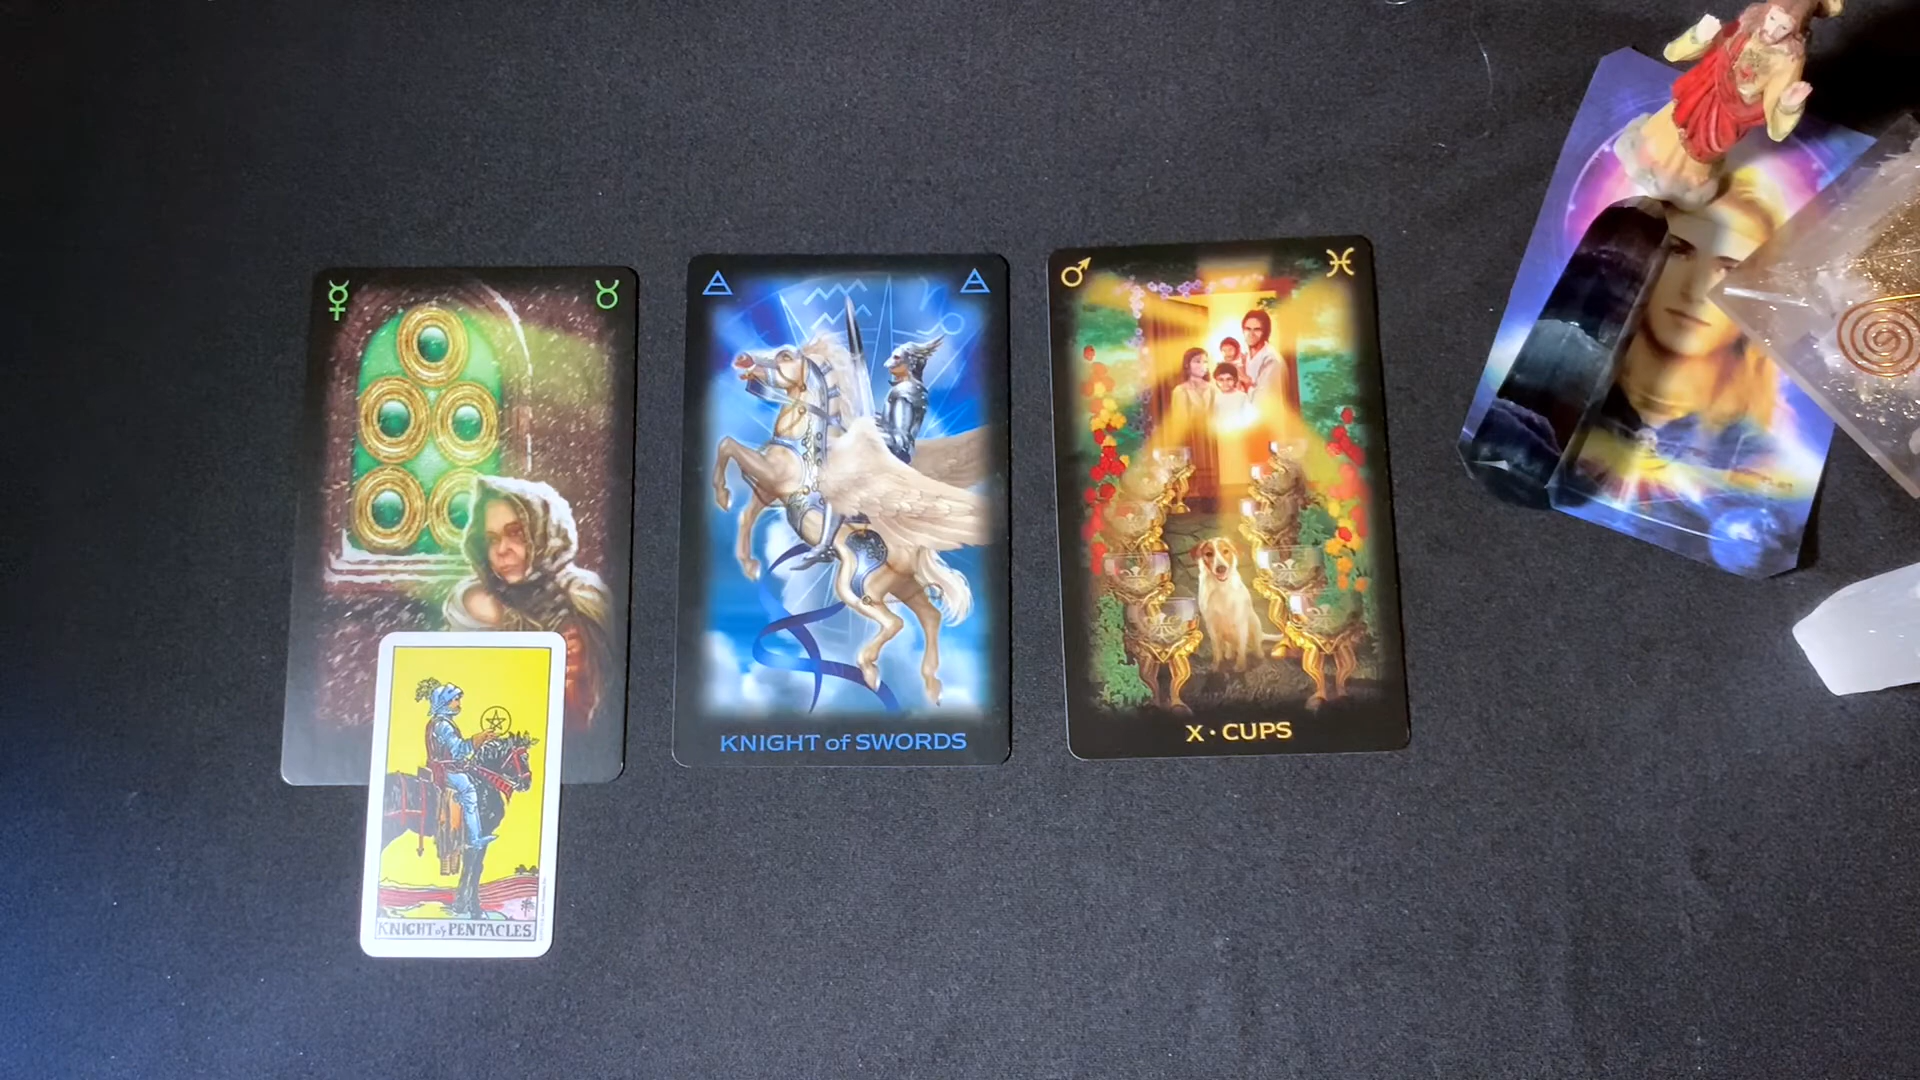 KNIGHT of SWORDS
X • CUPS
KNIGHT of PENTACLES